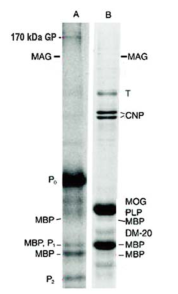 A B
170 kDa GP
MAG MAG
T
CNP
P₀
MOG
PLP
MBP MBP
DM-20
MBP, P₁ MBP
MBP MBP
P₂